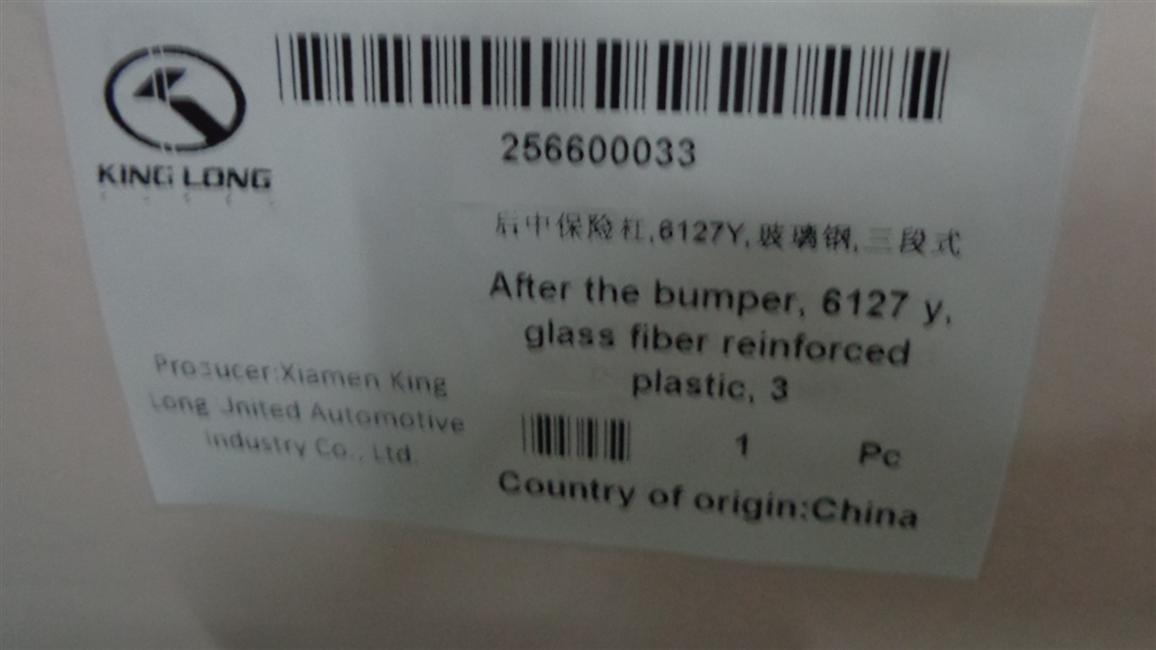 KING LONG
256600033
后中保险杠,6127Y,玻璃钢,三段式
After the bumper, 6127 y,
glass fiber reinforced
plastic, 3
Producer:Xiamen King
Long United Automotive
Industry Co., Ltd.
1 Pc
Country of origin:China